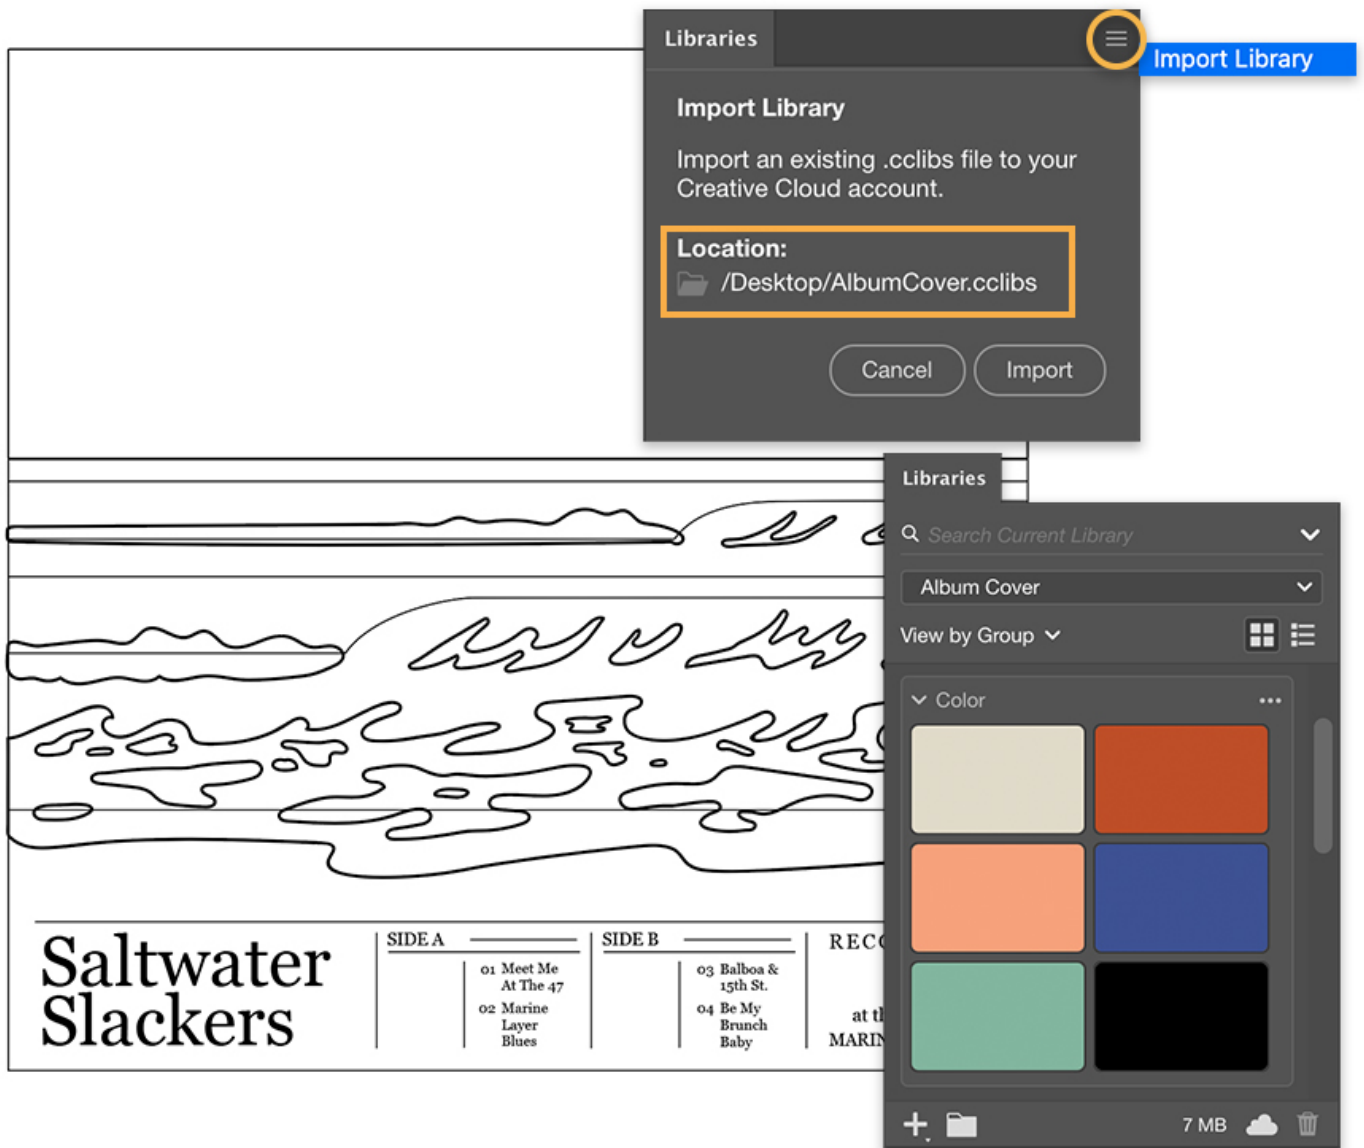 Libraries
Import Library
Import Library
Import an existing .cclibs file to your
Creative Cloud account.
Location:
/Desktop/AlbumCover.cclibs
Cancel
Import
Libraries
Search Current Library
Album Cover
View by Group
Color
7 MB
Saltwater
Slackers
SIDE A
01 Meet Me
At The 47
02 Marine
Layer
Blues
SIDE B
03 Balboa &
15th St.
04 Be My
Brunch
Baby
at